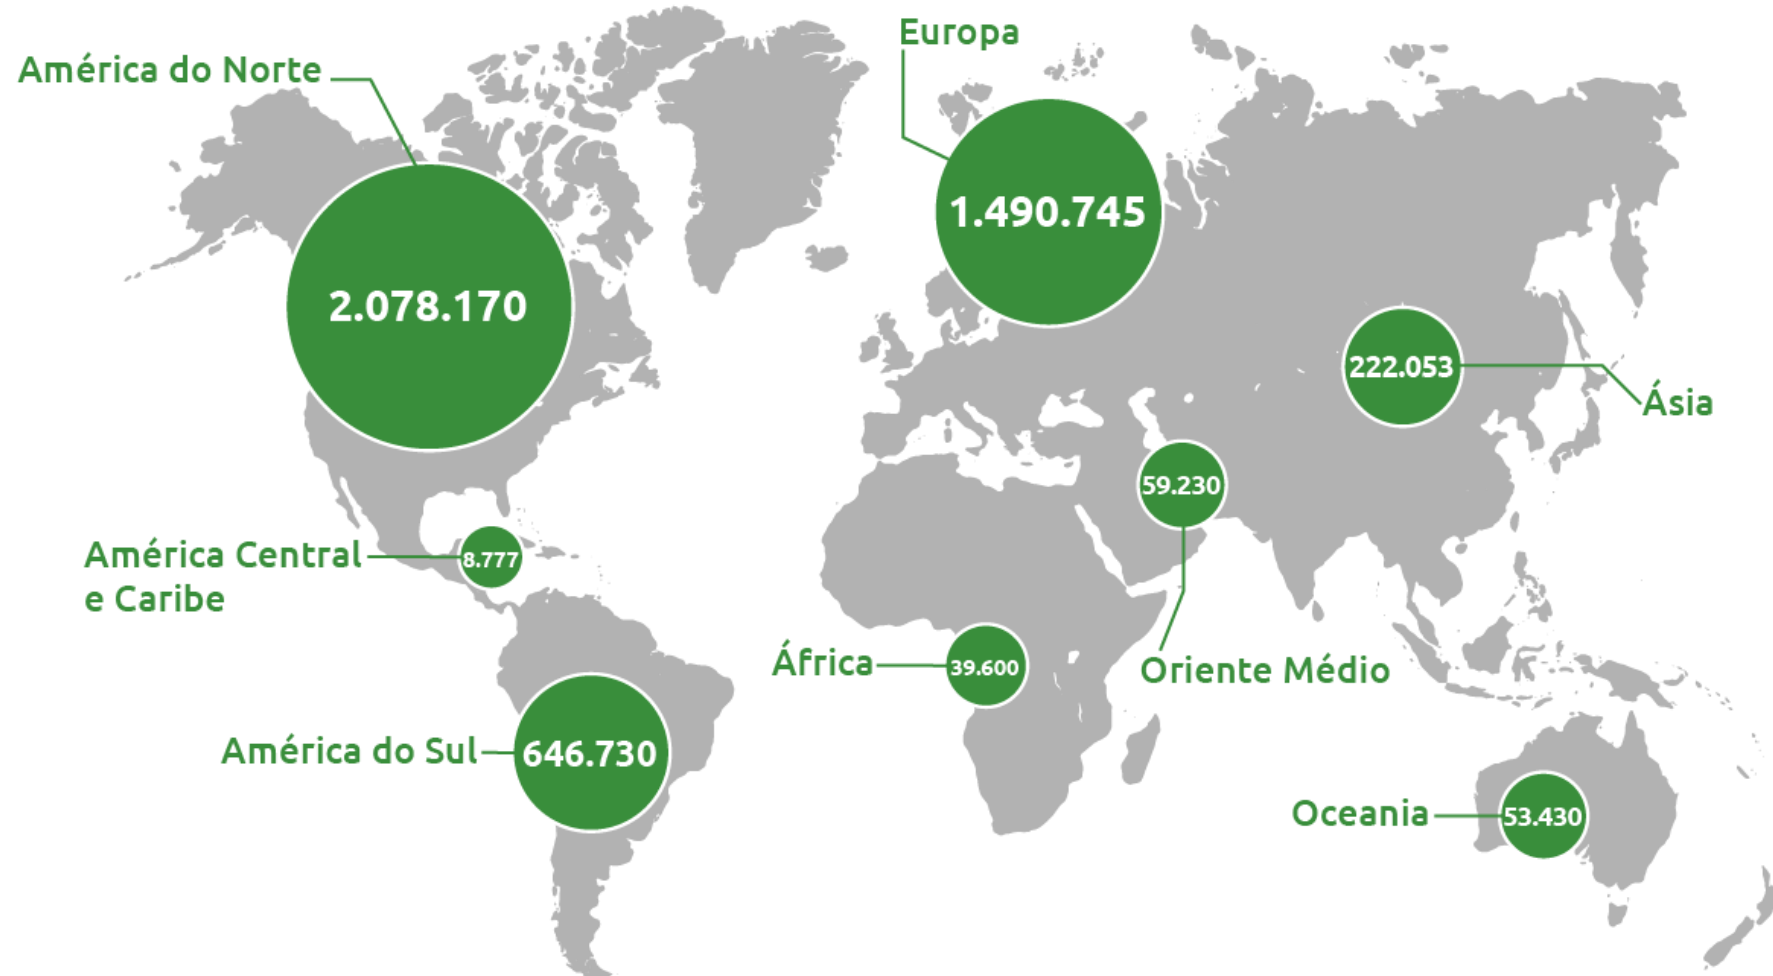 Europa
América do Norte
1.490.745
2.078.170
222.053
Ásia
59.230
América Central
e Caribe
8.777
África
39.600
Oriente Médio
América do Sul
646.730
Oceania
53.430